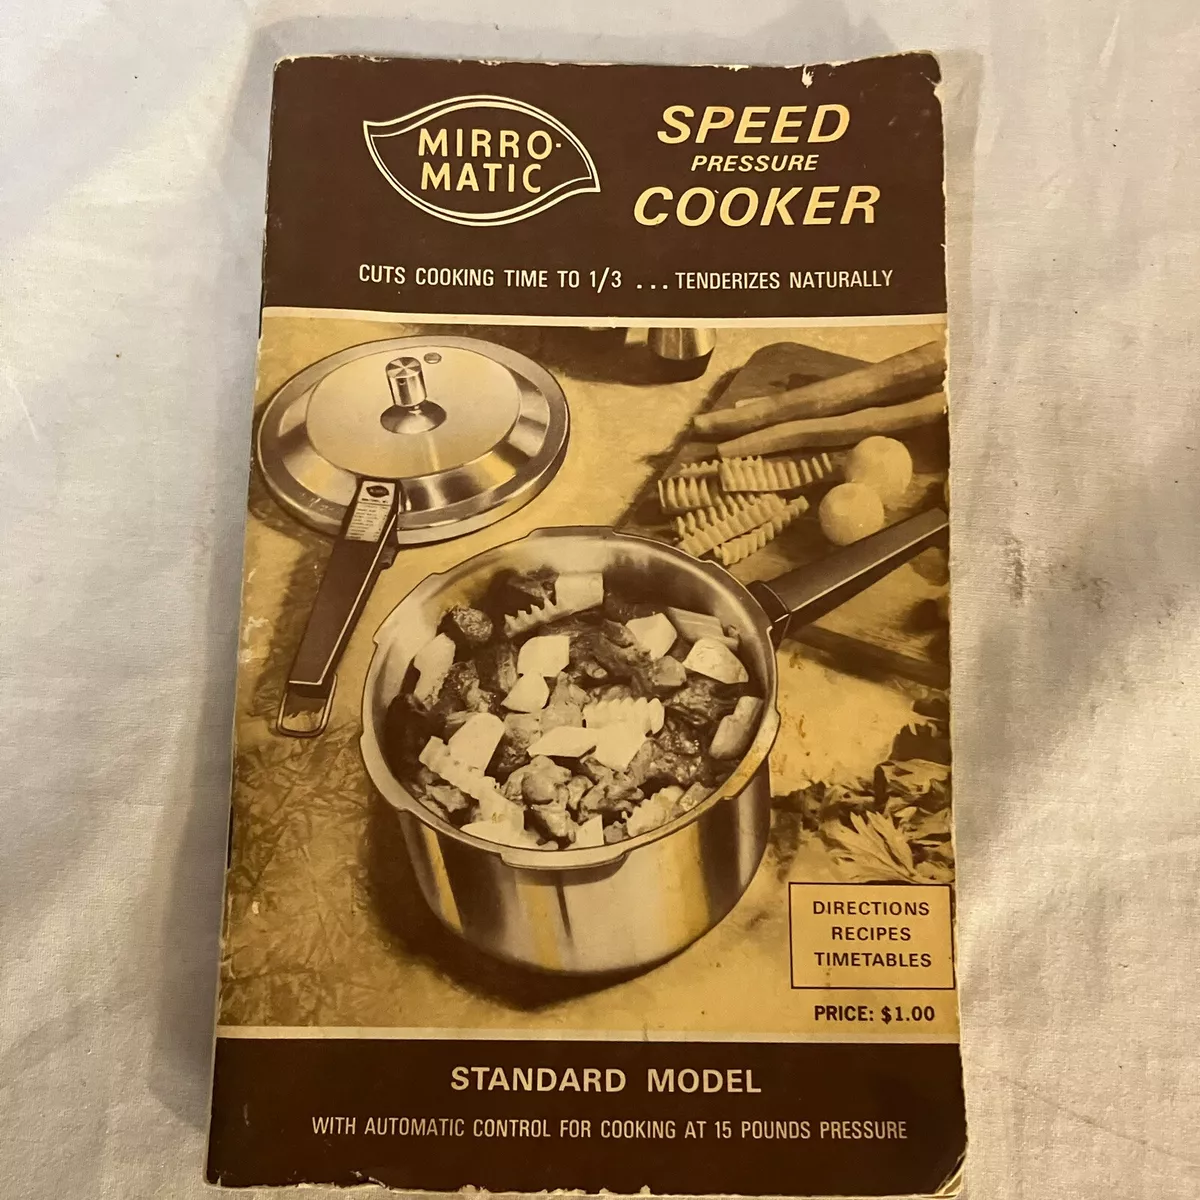 MIRRO-
MATIC
SPEED
PRESSURE
COOKER
CUTS COOKING TIME TO 1/3 ... TENDERIZES NATURALLY
DIRECTIONS
RECIPES
TIMETABLES
PRICE: $1.00
STANDARD MODEL
WITH AUTOMATIC CONTROL FOR COOKING AT 15 POUNDS PRESSURE